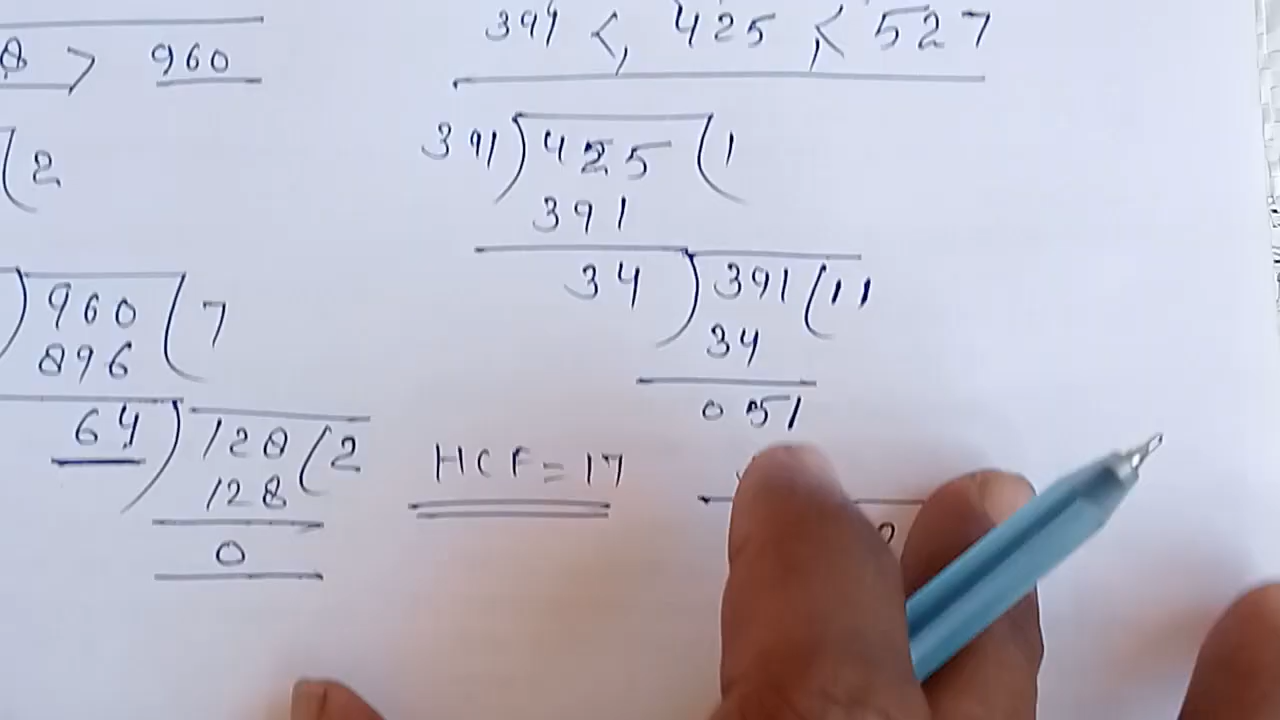 8 > 960
( 2
) 960 ( 7
896
64 ) 128 ( 2
128
0
391 < , 425 , < 527
391 ) 425 ( 1
391
34 ) 391 ( 11
34
051
HCF = 17